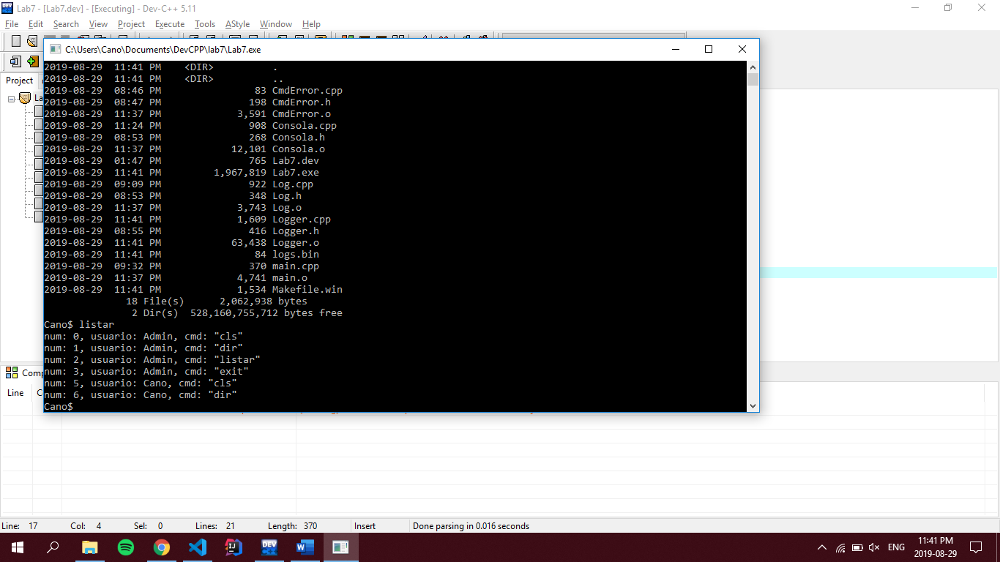 Lab7 - [Lab7.dev] - [Executing] - Dev-C++ 5.11
File Edit Search View Project Execute Tools AStyle Window Help
C:\Users\Cano\Documents\DevCPP\lab7\Lab7.exe
Project
2019-08-29  11:41 PM    <DIR>          .
2019-08-29  11:41 PM    <DIR>          ..
2019-08-29  08:46 PM                83 CmdError.cpp
2019-08-29  08:47 PM               198 CmdError.h
2019-08-29  11:37 PM             3,591 CmdError.o
2019-08-29  11:24 PM               908 Consola.cpp
2019-08-29  08:53 PM               268 Consola.h
2019-08-29  11:37 PM            12,101 Consola.o
2019-08-29  01:47 PM               765 Lab7.dev
2019-08-29  11:41 PM         1,967,819 Lab7.exe
2019-08-29  09:09 PM               922 Log.cpp
2019-08-29  08:53 PM               348 Log.h
2019-08-29  11:37 PM             3,743 Log.o
2019-08-29  11:41 PM             1,609 Logger.cpp
2019-08-29  08:55 PM               416 Logger.h
2019-08-29  11:41 PM            63,438 Logger.o
2019-08-29  11:41 PM                84 logs.bin
2019-08-29  09:32 PM               370 main.cpp
2019-08-29  11:37 PM             4,741 main.o
2019-08-29  11:41 PM             1,534 Makefile.win
18 File(s)      2,062,938 bytes
2 Dir(s)  528,160,755,712 bytes free
Cano$ listar
num: 0, usuario: Admin, cmd: "cls"
num: 1, usuario: Admin, cmd: "dir"
num: 2, usuario: Admin, cmd: "listar"
num: 3, usuario: Admin, cmd: "exit"
num: 5, usuario: Cano, cmd: "cls"
num: 6, usuario: Cano, cmd: "dir"
Cano$
Line
Line: 17 Col: 4 Sel: 0 Lines: 21 Length: 370 Insert Done parsing in 0.016 seconds
ENG 11:41 PM
2019-08-29